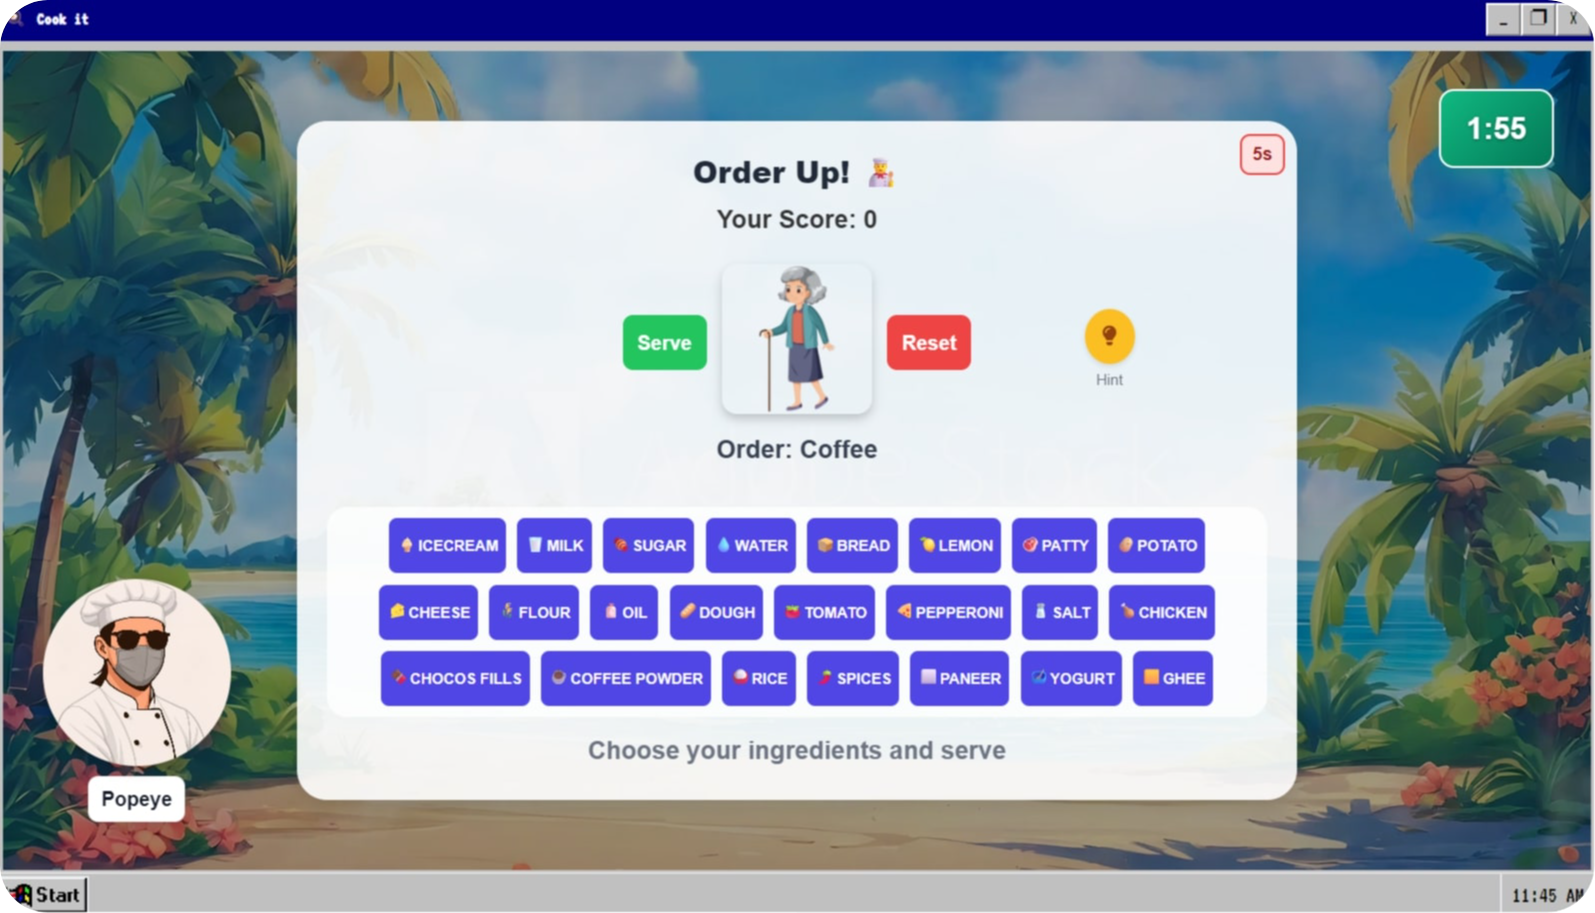 Cook it
1:55
5s
Order Up!
Your Score: 0
Serve
Reset
Hint
Order: Coffee
ICECREAM MILK SUGAR WATER BREAD LEMON PATTY POTATO
CHEESE FLOUR OIL DOUGH TOMATO PEPPERONI SALT CHICKEN
CHOCOS FILLS COFFEE POWDER RICE SPICES PANEER YOGURT GHEE
Choose your ingredients and serve
Popeye
Start
11:45 AM